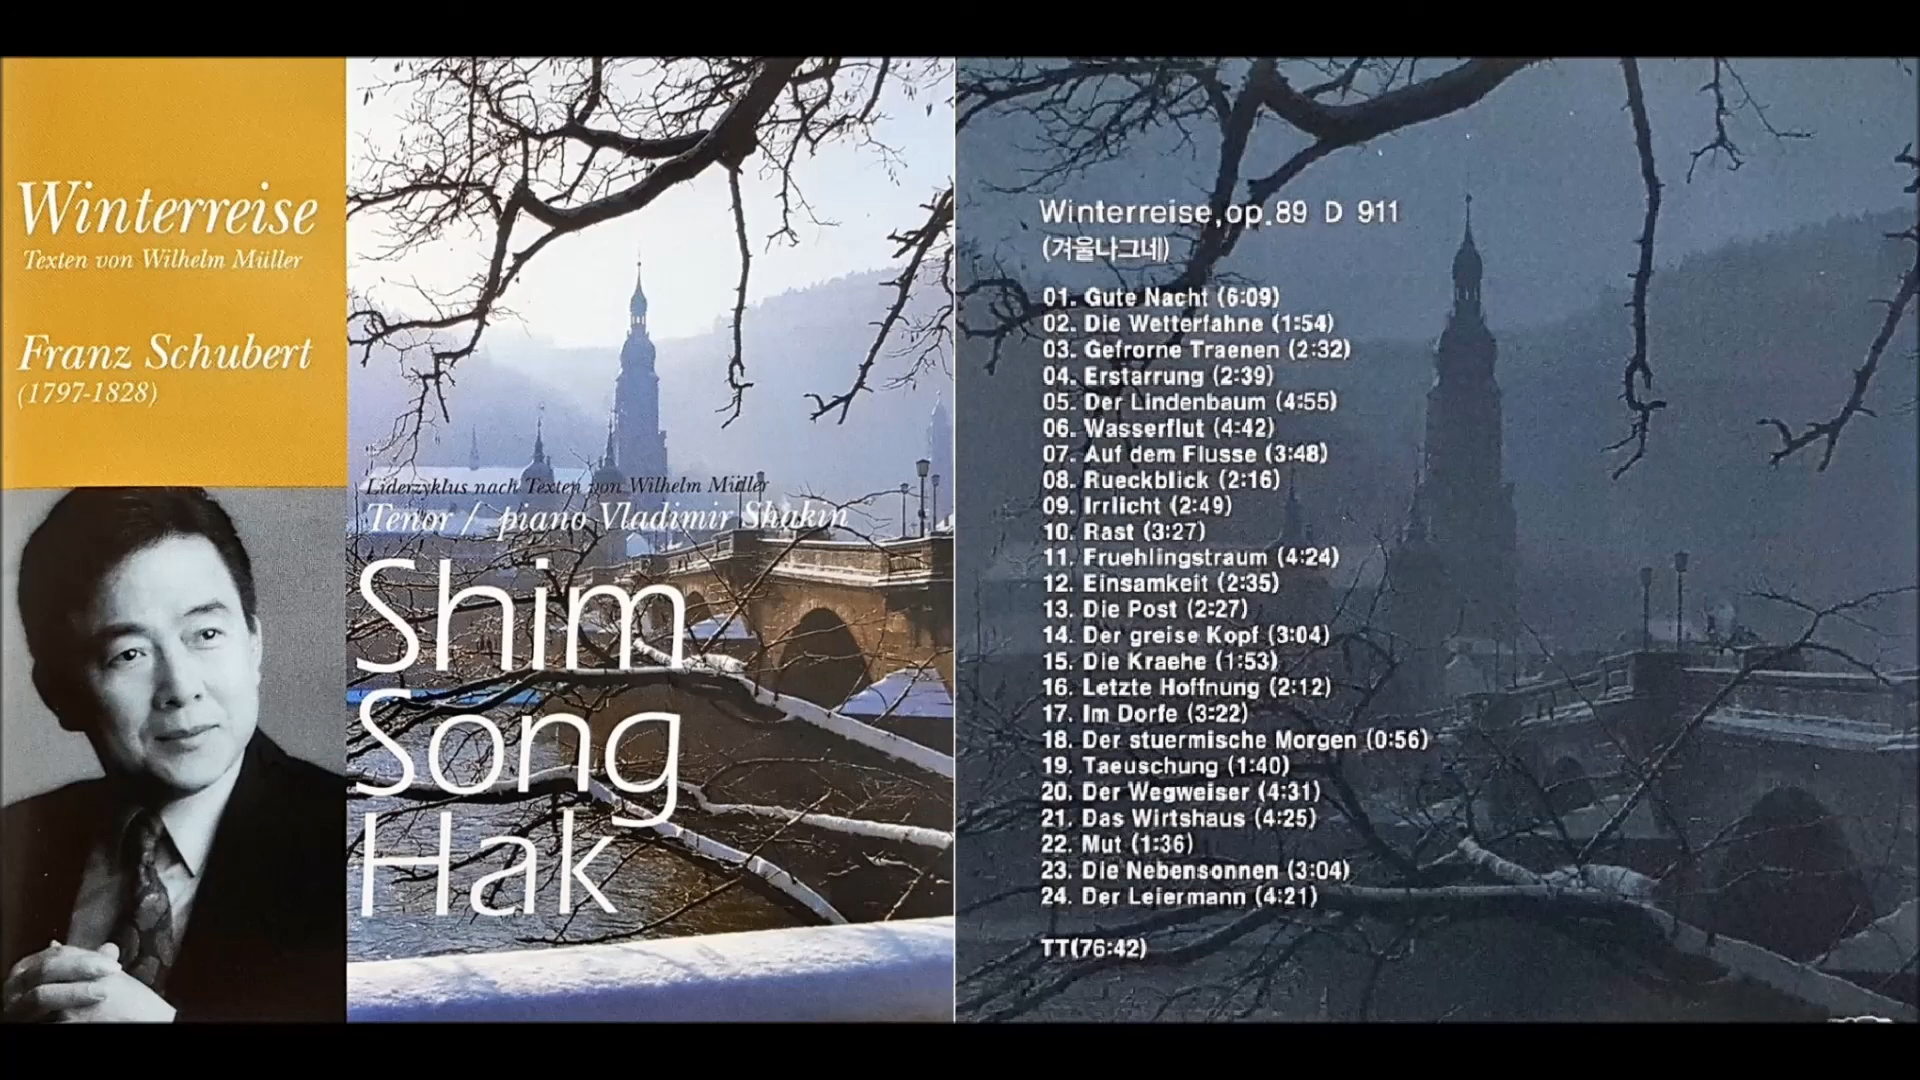 Winterreise
Texten von Wilhelm Müller
Franz Schubert
(1797-1828)
Liderzyklus nach Texten von Wilhelm Müller
Tenor / piano Vladimir Shakin
Shim
Song
Hak
Winterreise,op.89 D 911
(겨울나그네)
01. Gute Nacht (6:09)
02. Die Wetterfahne (1:54)
03. Gefrorne Traenen (2:32)
04. Erstarrung (2:39)
05. Der Lindenbaum (4:55)
06. Wasserflut (4:42)
07. Auf dem Flusse (3:48)
08. Rueckblick (2:16)
09. Irrlicht (2:49)
10. Rast (3:27)
11. Fruehlingstraum (4:24)
12. Einsamkeit (2:35)
13. Die Post (2:27)
14. Der greise Kopf (3:04)
15. Die Kraehe (1:53)
16. Letzte Hoffnung (2:12)
17. Im Dorfe (3:22)
18. Der stuermische Morgen (0:56)
19. Taeuschung (1:40)
20. Der Wegweiser (4:31)
21. Das Wirtshaus (4:25)
22. Mut (1:36)
23. Die Nebensonnen (3:04)
24. Der Leiermann (4:21)
TT(76:42)